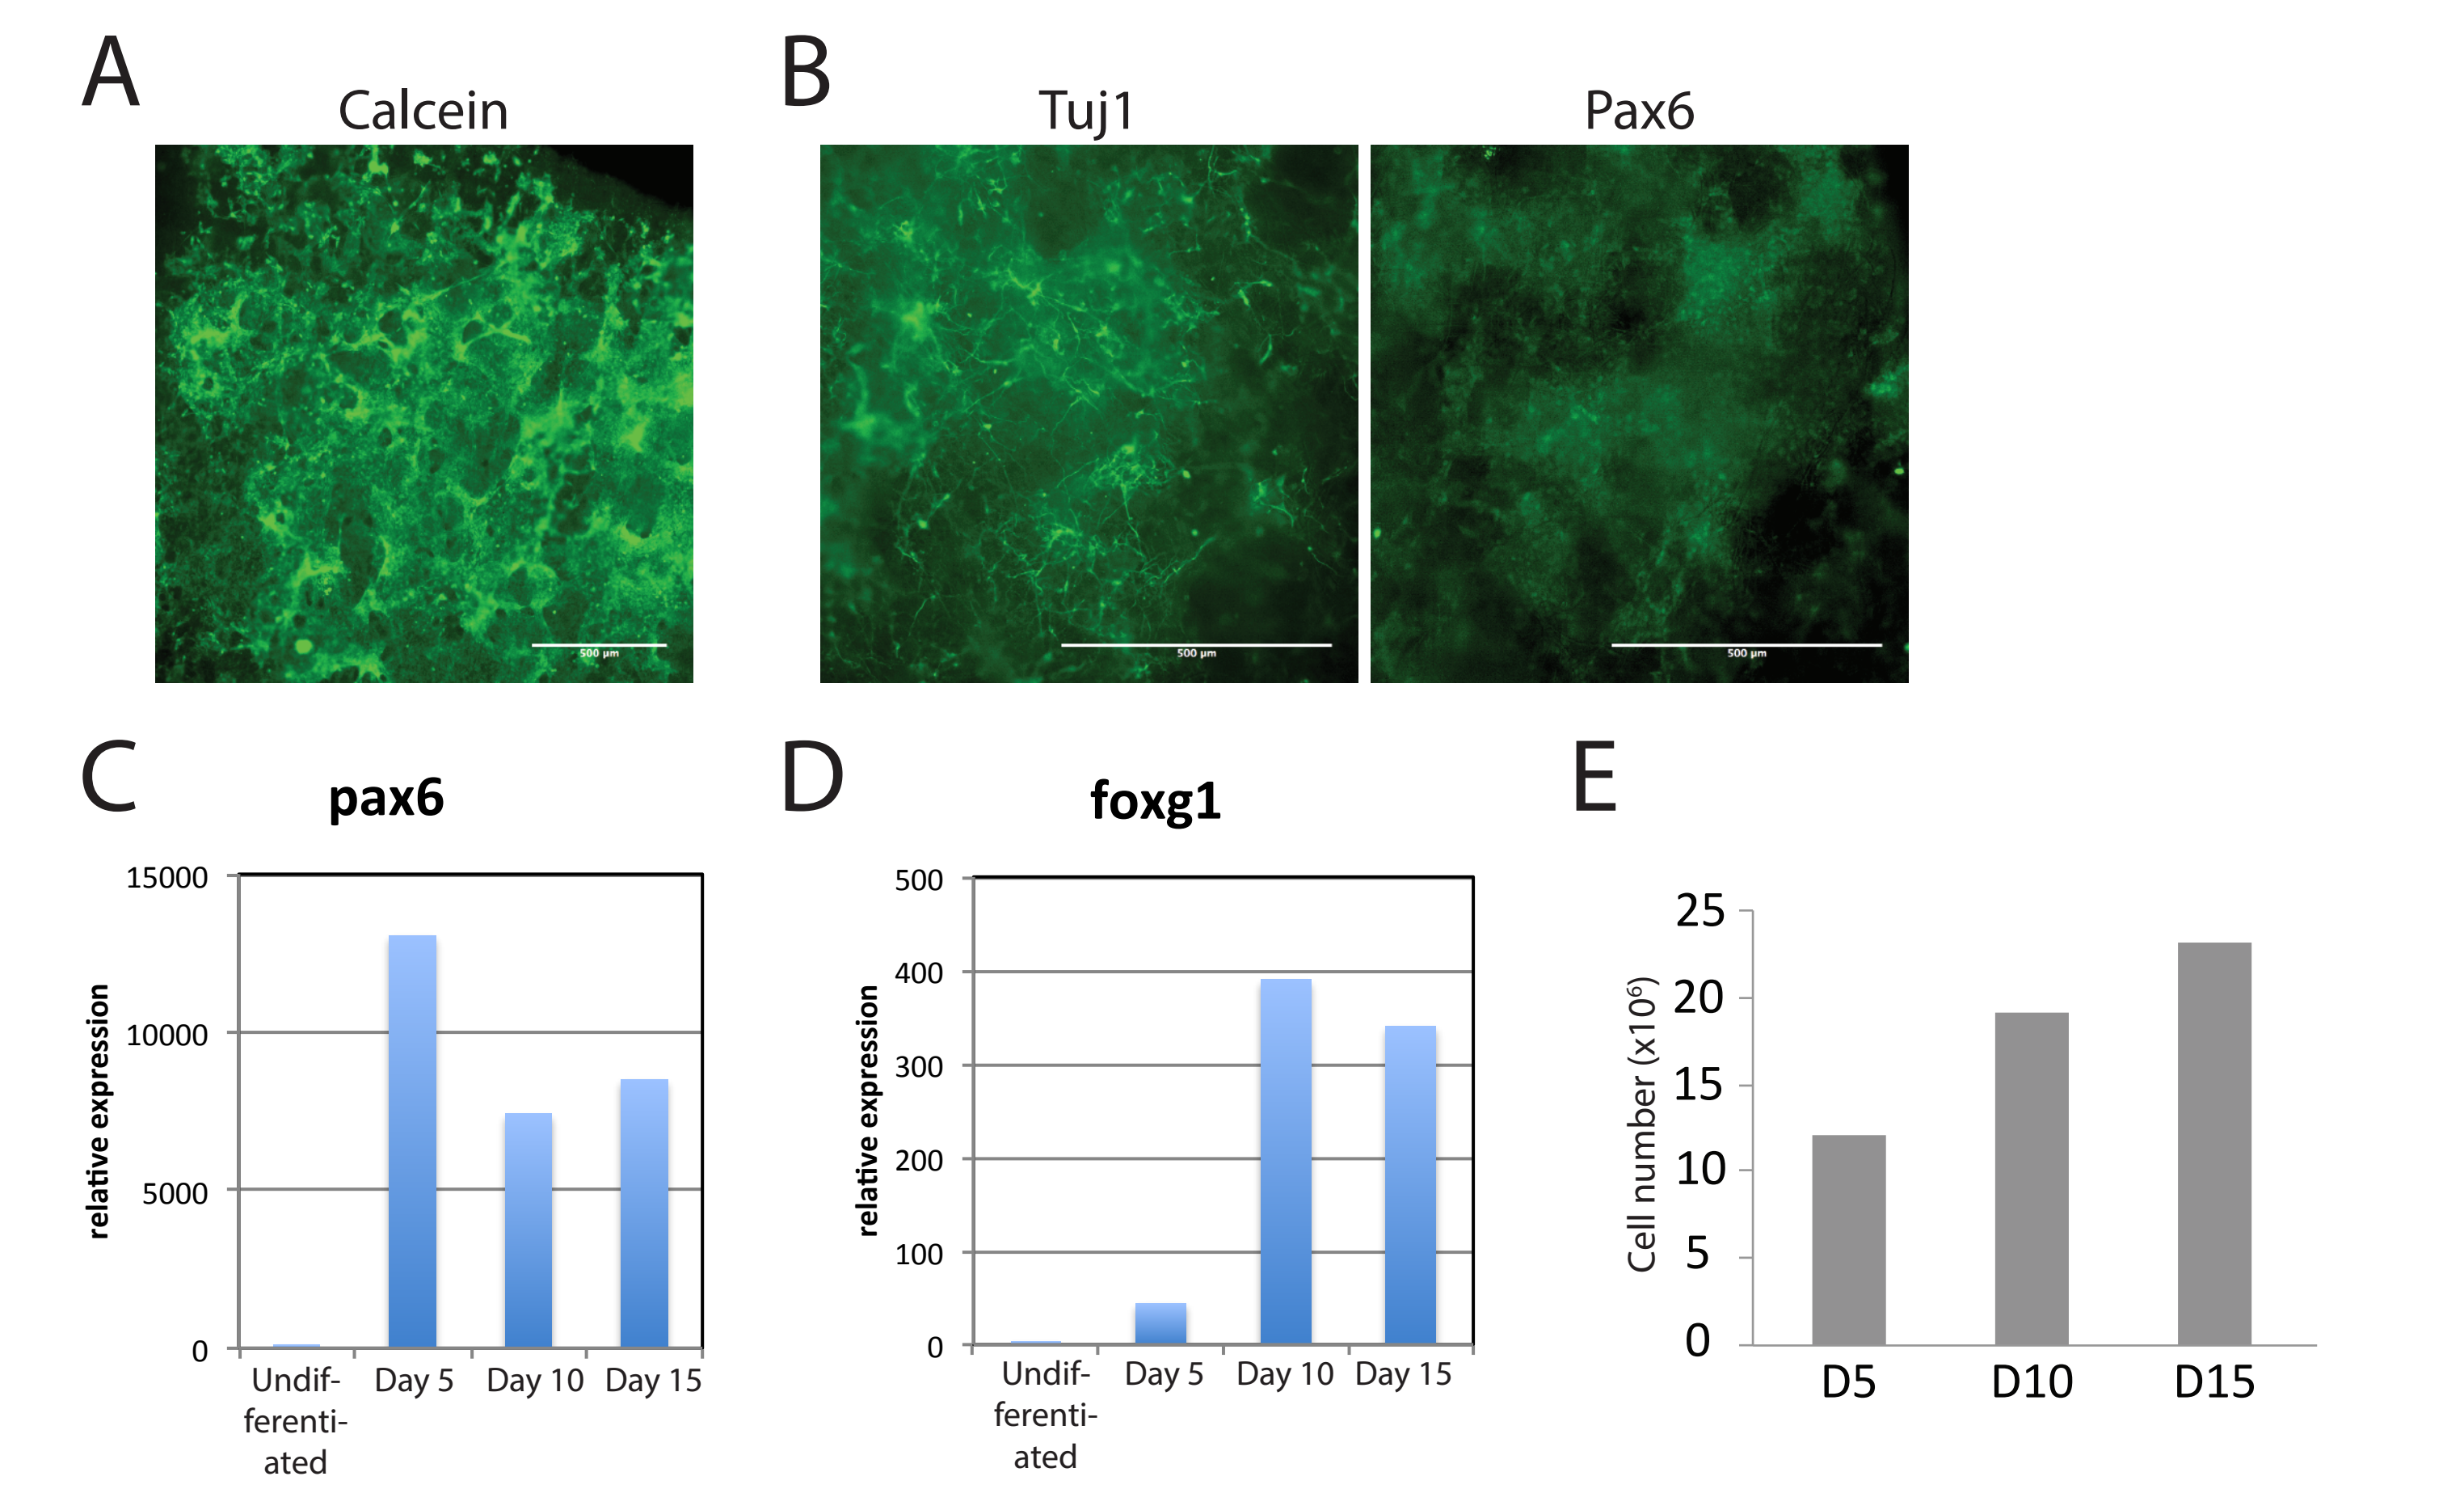 A
Calcein
500 µm
B
Tuj1
Pax6
500 µm
500 µm
C
pax6
relative expression
15000
10000
5000
0
Undif-
ferenti-
ated
Day 5
Day 10
Day 15
D
foxg1
relative expression
500
400
300
200
100
0
Undif-
ferenti-
ated
Day 5
Day 10
Day 15
E
Cell number (x10⁶)
25
20
15
10
5
0
D5
D10
D15